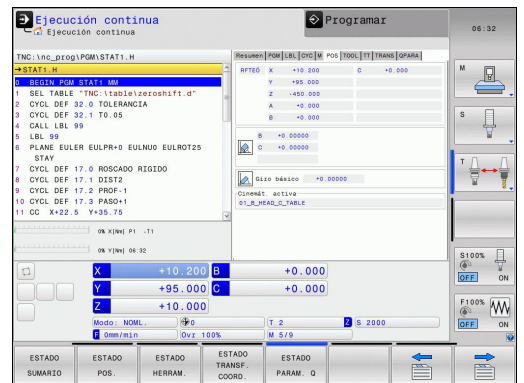 Ejecución continua
Ejecución continua
Programar
06:32
TNC:\nc_prog\PGM\STAT1.H
→STAT1.H
0 BEGIN PGM STAT1 MM
1 SEL TABLE "TNC:\table\zeroshift.d"
2 CYCL DEF 32.0 TOLERANCIA
3 CYCL DEF 32.1 T0.05
4 CALL LBL 99
5 LBL 99
6 PLANE EULER EULPR+0 EULNU0 EULROT25
STAY
7 CYCL DEF 17.0 ROSCADO RIGIDO
8 CYCL DEF 17.1 DIST2
9 CYCL DEF 17.2 PROF-1
10 CYCL DEF 17.3 PASO+1
11 CC X+22.5 Y+35.75
0% X[Nm] P1 -T1
0% Y[Nm] 06:32
Resumen PGM LBL CYC M POS TOOL TT TRANS QPARA
RFTEÓ X +10.200 C +0.000
Y +95.000
Z -450.000
A +0.000
B +0.000
B +0.00000
C +0.00000
Giro básico +0.00000
Cinemát. activa
01_B_HEAD_C_TABLE
X +10.200 B +0.000
Y +95.000 C +0.000
Z +10.000
Modo: NOML. 0 T 2 Z S 2000
F 0mm/min Ovr 100% M 5/9
M
S
T
S100%
OFF ON
F100%
OFF ON
ESTADO SUMARIO
ESTADO POS.
ESTADO HERRAM.
ESTADO TRANSF. COORD.
ESTADO PARAM. Q